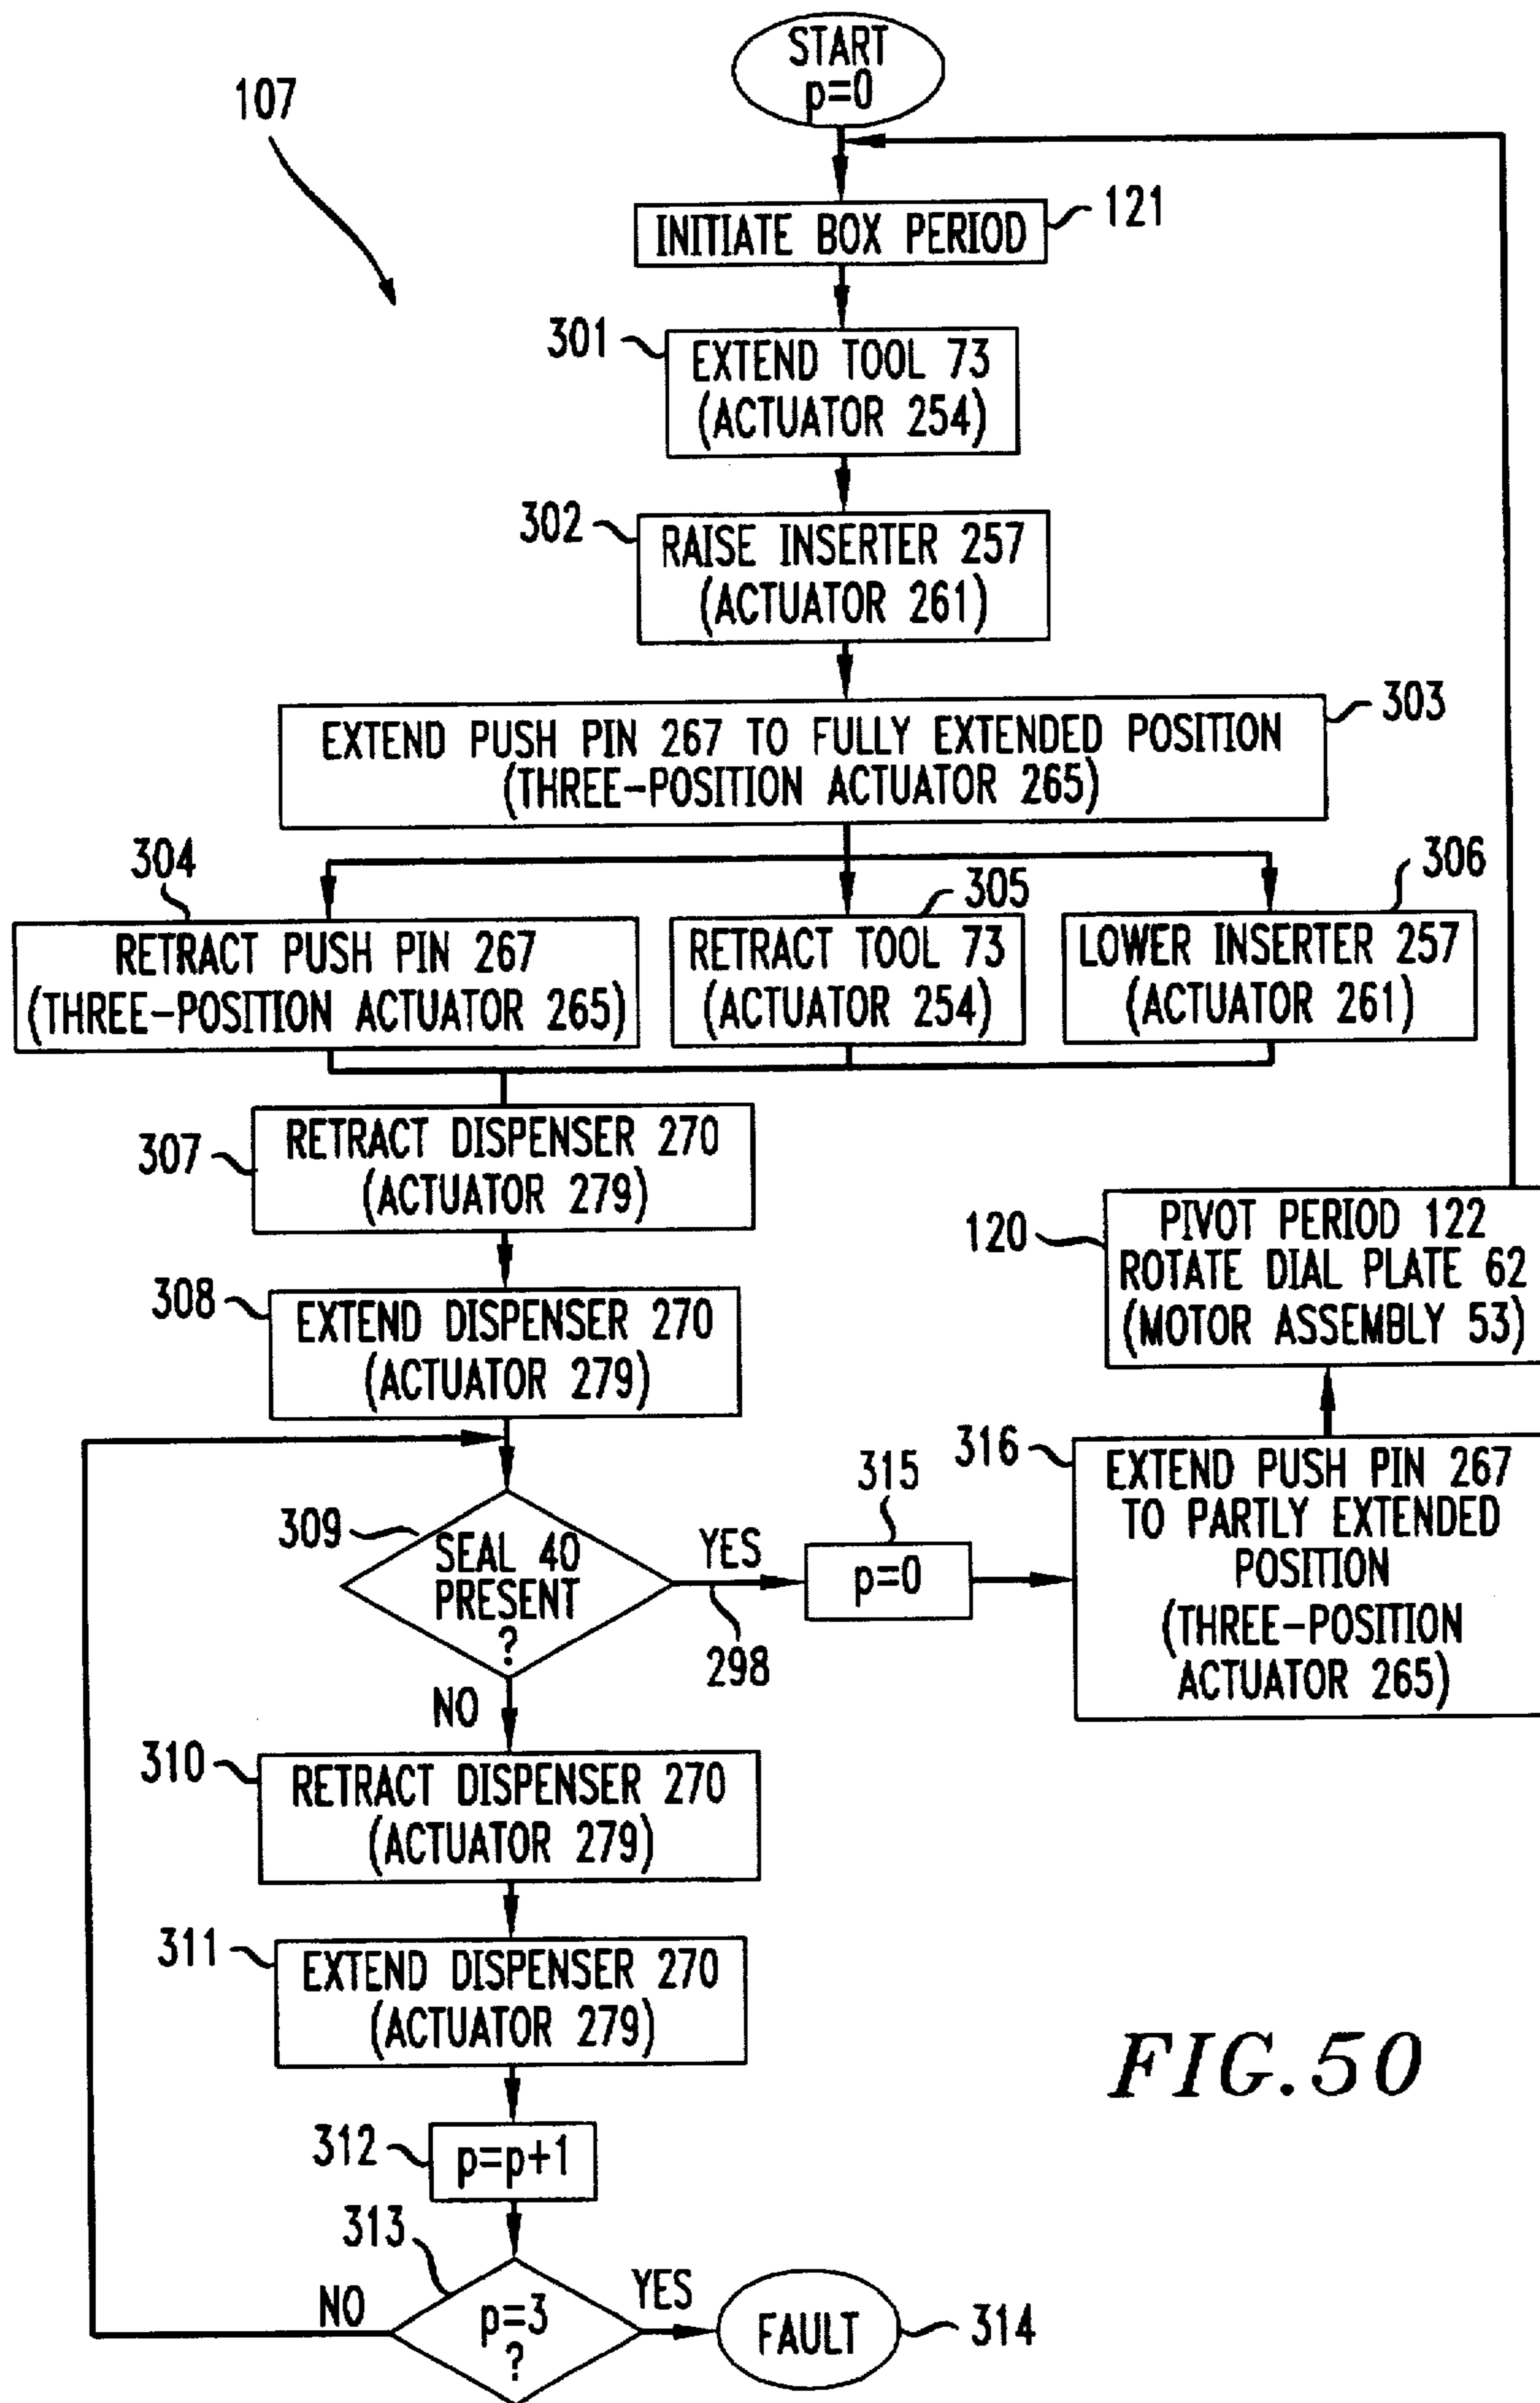 START
p=0
107
INITIATE BOX PERIOD
121
301
EXTEND TOOL 73
(ACTUATOR 254)
302
RAISE INSERTER 257
(ACTUATOR 261)
303
EXTEND PUSH PIN 267 TO FULLY EXTENDED POSITION
(THREE-POSITION ACTUATOR 265)
304
RETRACT PUSH PIN 267
(THREE-POSITION ACTUATOR 265)
305
RETRACT TOOL 73
(ACTUATOR 254)
306
LOWER INSERTER 257
(ACTUATOR 261)
307
RETRACT DISPENSER 270
(ACTUATOR 279)
308
EXTEND DISPENSER 270
(ACTUATOR 279)
120
PIVOT PERIOD 122
ROTATE DIAL PLATE 62
(MOTOR ASSEMBLY 53)
309
SEAL 40
PRESENT
?
YES
298
315
p=0
316
EXTEND PUSH PIN 267
TO PARTLY EXTENDED
POSITION
(THREE-POSITION
ACTUATOR 265)
NO
310
RETRACT DISPENSER 270
(ACTUATOR 279)
311
EXTEND DISPENSER 270
(ACTUATOR 279)
312
p=p+1
313
p=3
?
NO
YES
FAULT
314
FIG.50